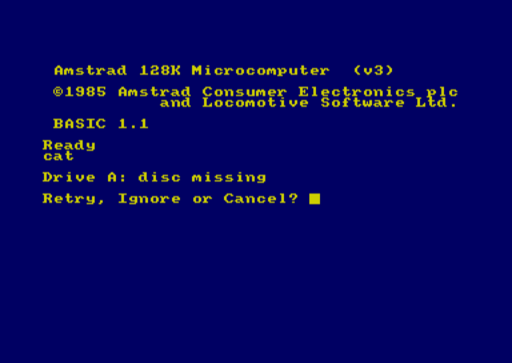 Amstrad 128K Microcomputer (v3)
©1985 Amstrad Consumer Electronics plc
and Locomotive Software Ltd.
BASIC 1.1
Ready
cat
Drive A: disc missing
Retry, Ignore or Cancel?